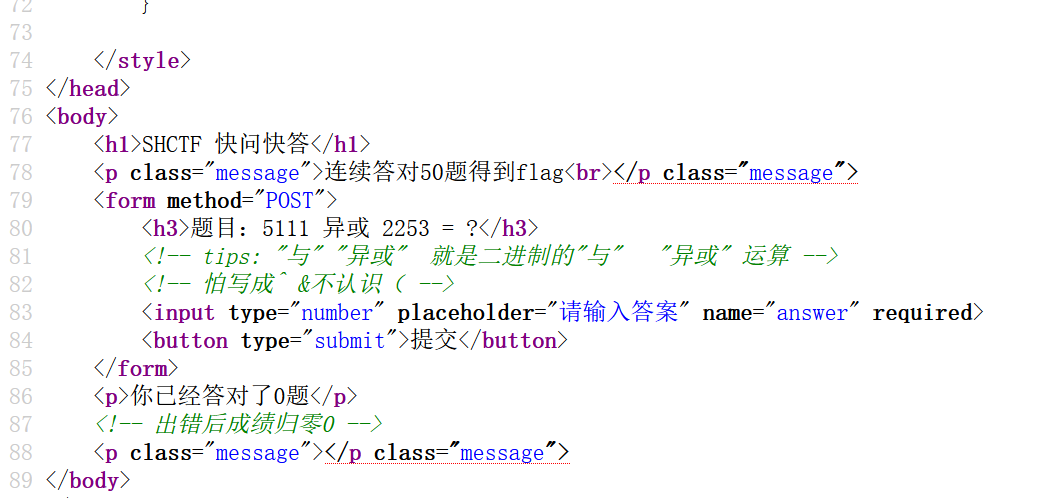 72 }
73
74 </style>
75 </head>
76 <body>
77 <h1>SHCTF 快问快答</h1>
78 <p class="message">连续答对50题得到flag<br></p class="message">
79 <form method="POST">
80 <h3>题目：5111 异或 2253 = ?</h3>
81 <!-- tips: "与" "异或" 就是二进制的"与" "异或" 运算 -->
82 <!-- 怕写成^ &不认识（ -->
83 <input type="number" placeholder="请输入答案" name="answer" required>
84 <button type="submit">提交</button>
85 </form>
86 <p>你已经答对了0题</p>
87 <!-- 出错后成绩归零0 -->
88 <p class="message"></p class="message">
89 </body>